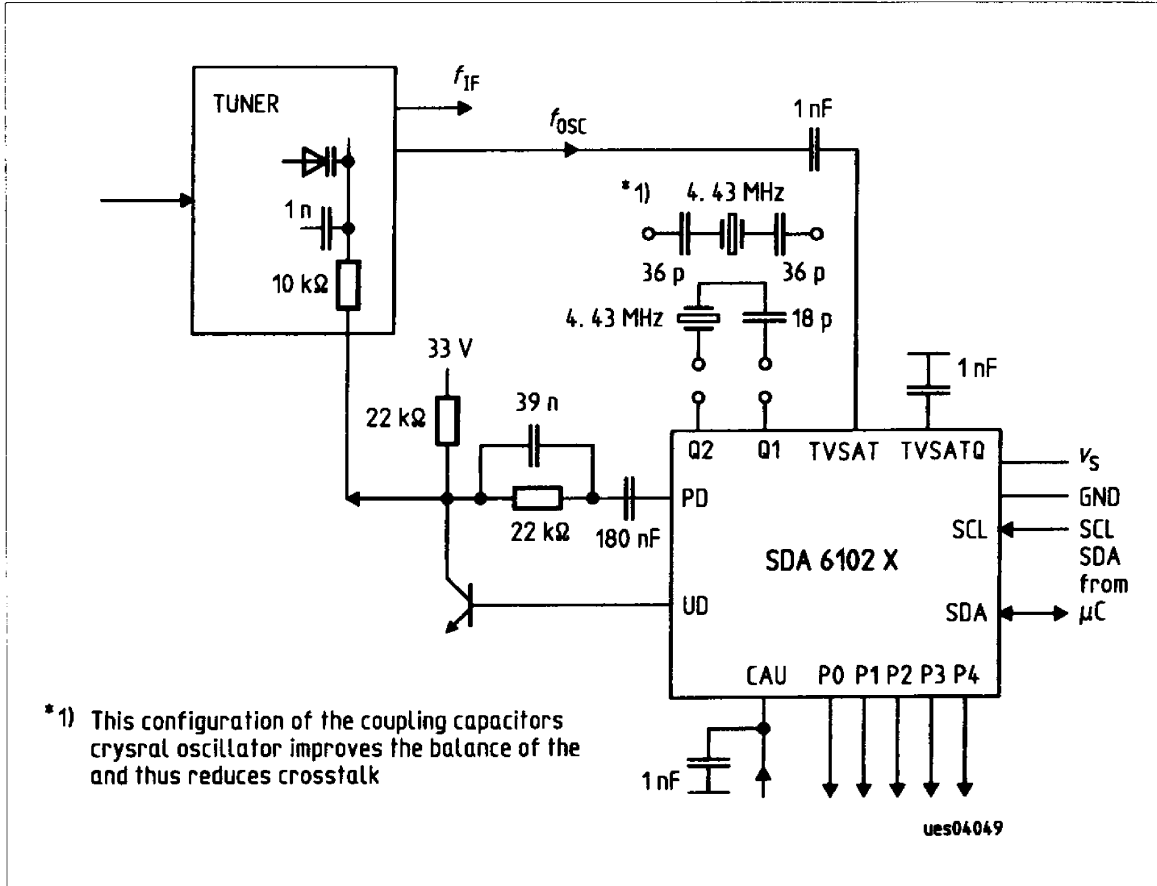 TUNER
fIF
fOSC
1 nF
*1) 4. 43 MHz
1 n
36 p 36 p
10 kΩ
4. 43 MHz 18 p
33 V
1 nF
39 n
22 kΩ
Q2 Q1 TVSAT TVSATQ
VS
PD
GND
22 kΩ 180 nF
SCL SCL
SDA 6102 X
SDA
from
UD
SDA μC
CAU P0 P1 P2 P3 P4
*1) This configuration of the coupling capacitors
crysral oscillator improves the balance of the
and thus reduces crosstalk
1 nF
ues04049